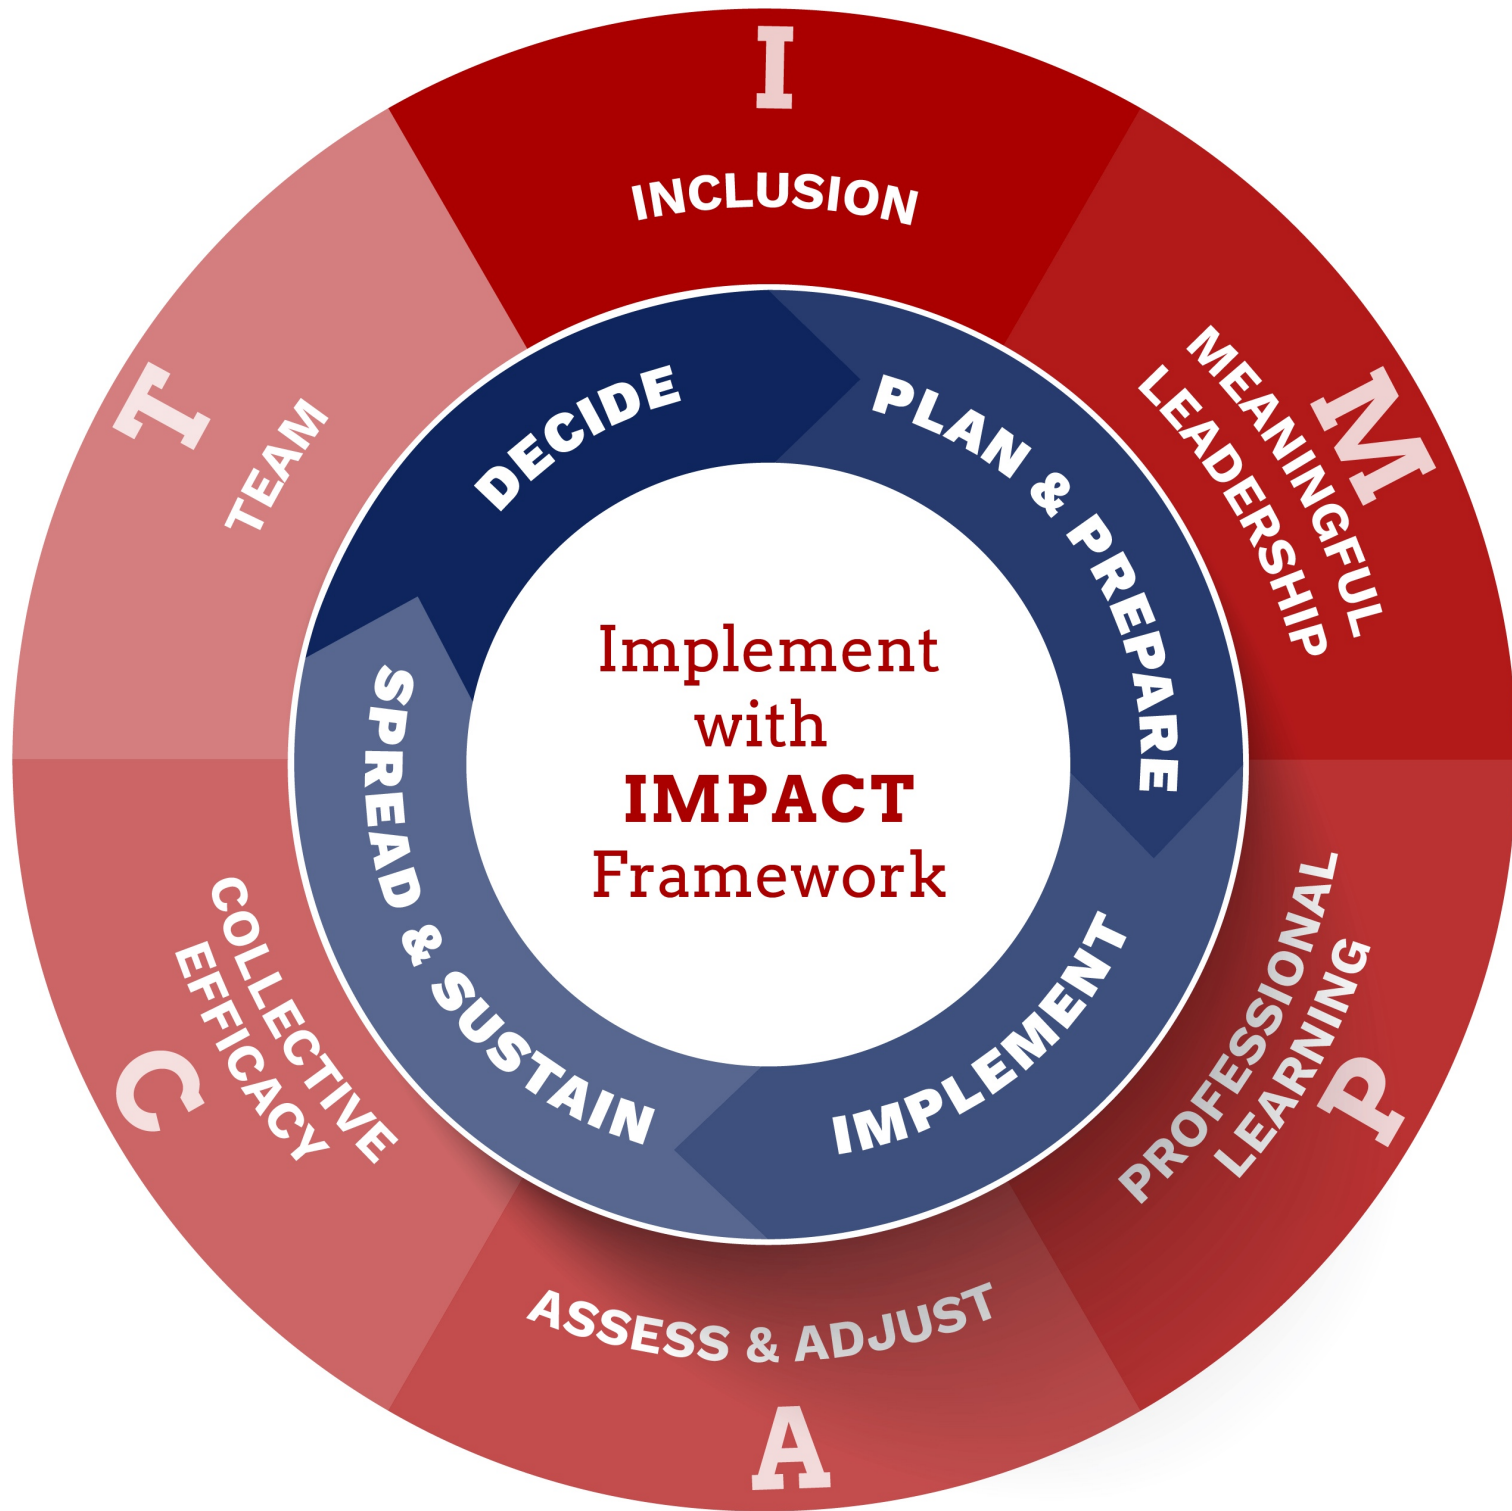 I
INCLUSION
M
MEANINGFUL
LEADERSHIP
P
PROFESSIONAL
LEARNING
A
ASSESS & ADJUST
C
COLLECTIVE
EFFICACY
T
TEAM
DECIDE
PLAN & PREPARE
IMPLEMENT
SPREAD & SUSTAIN
Implement
with
IMPACT
Framework